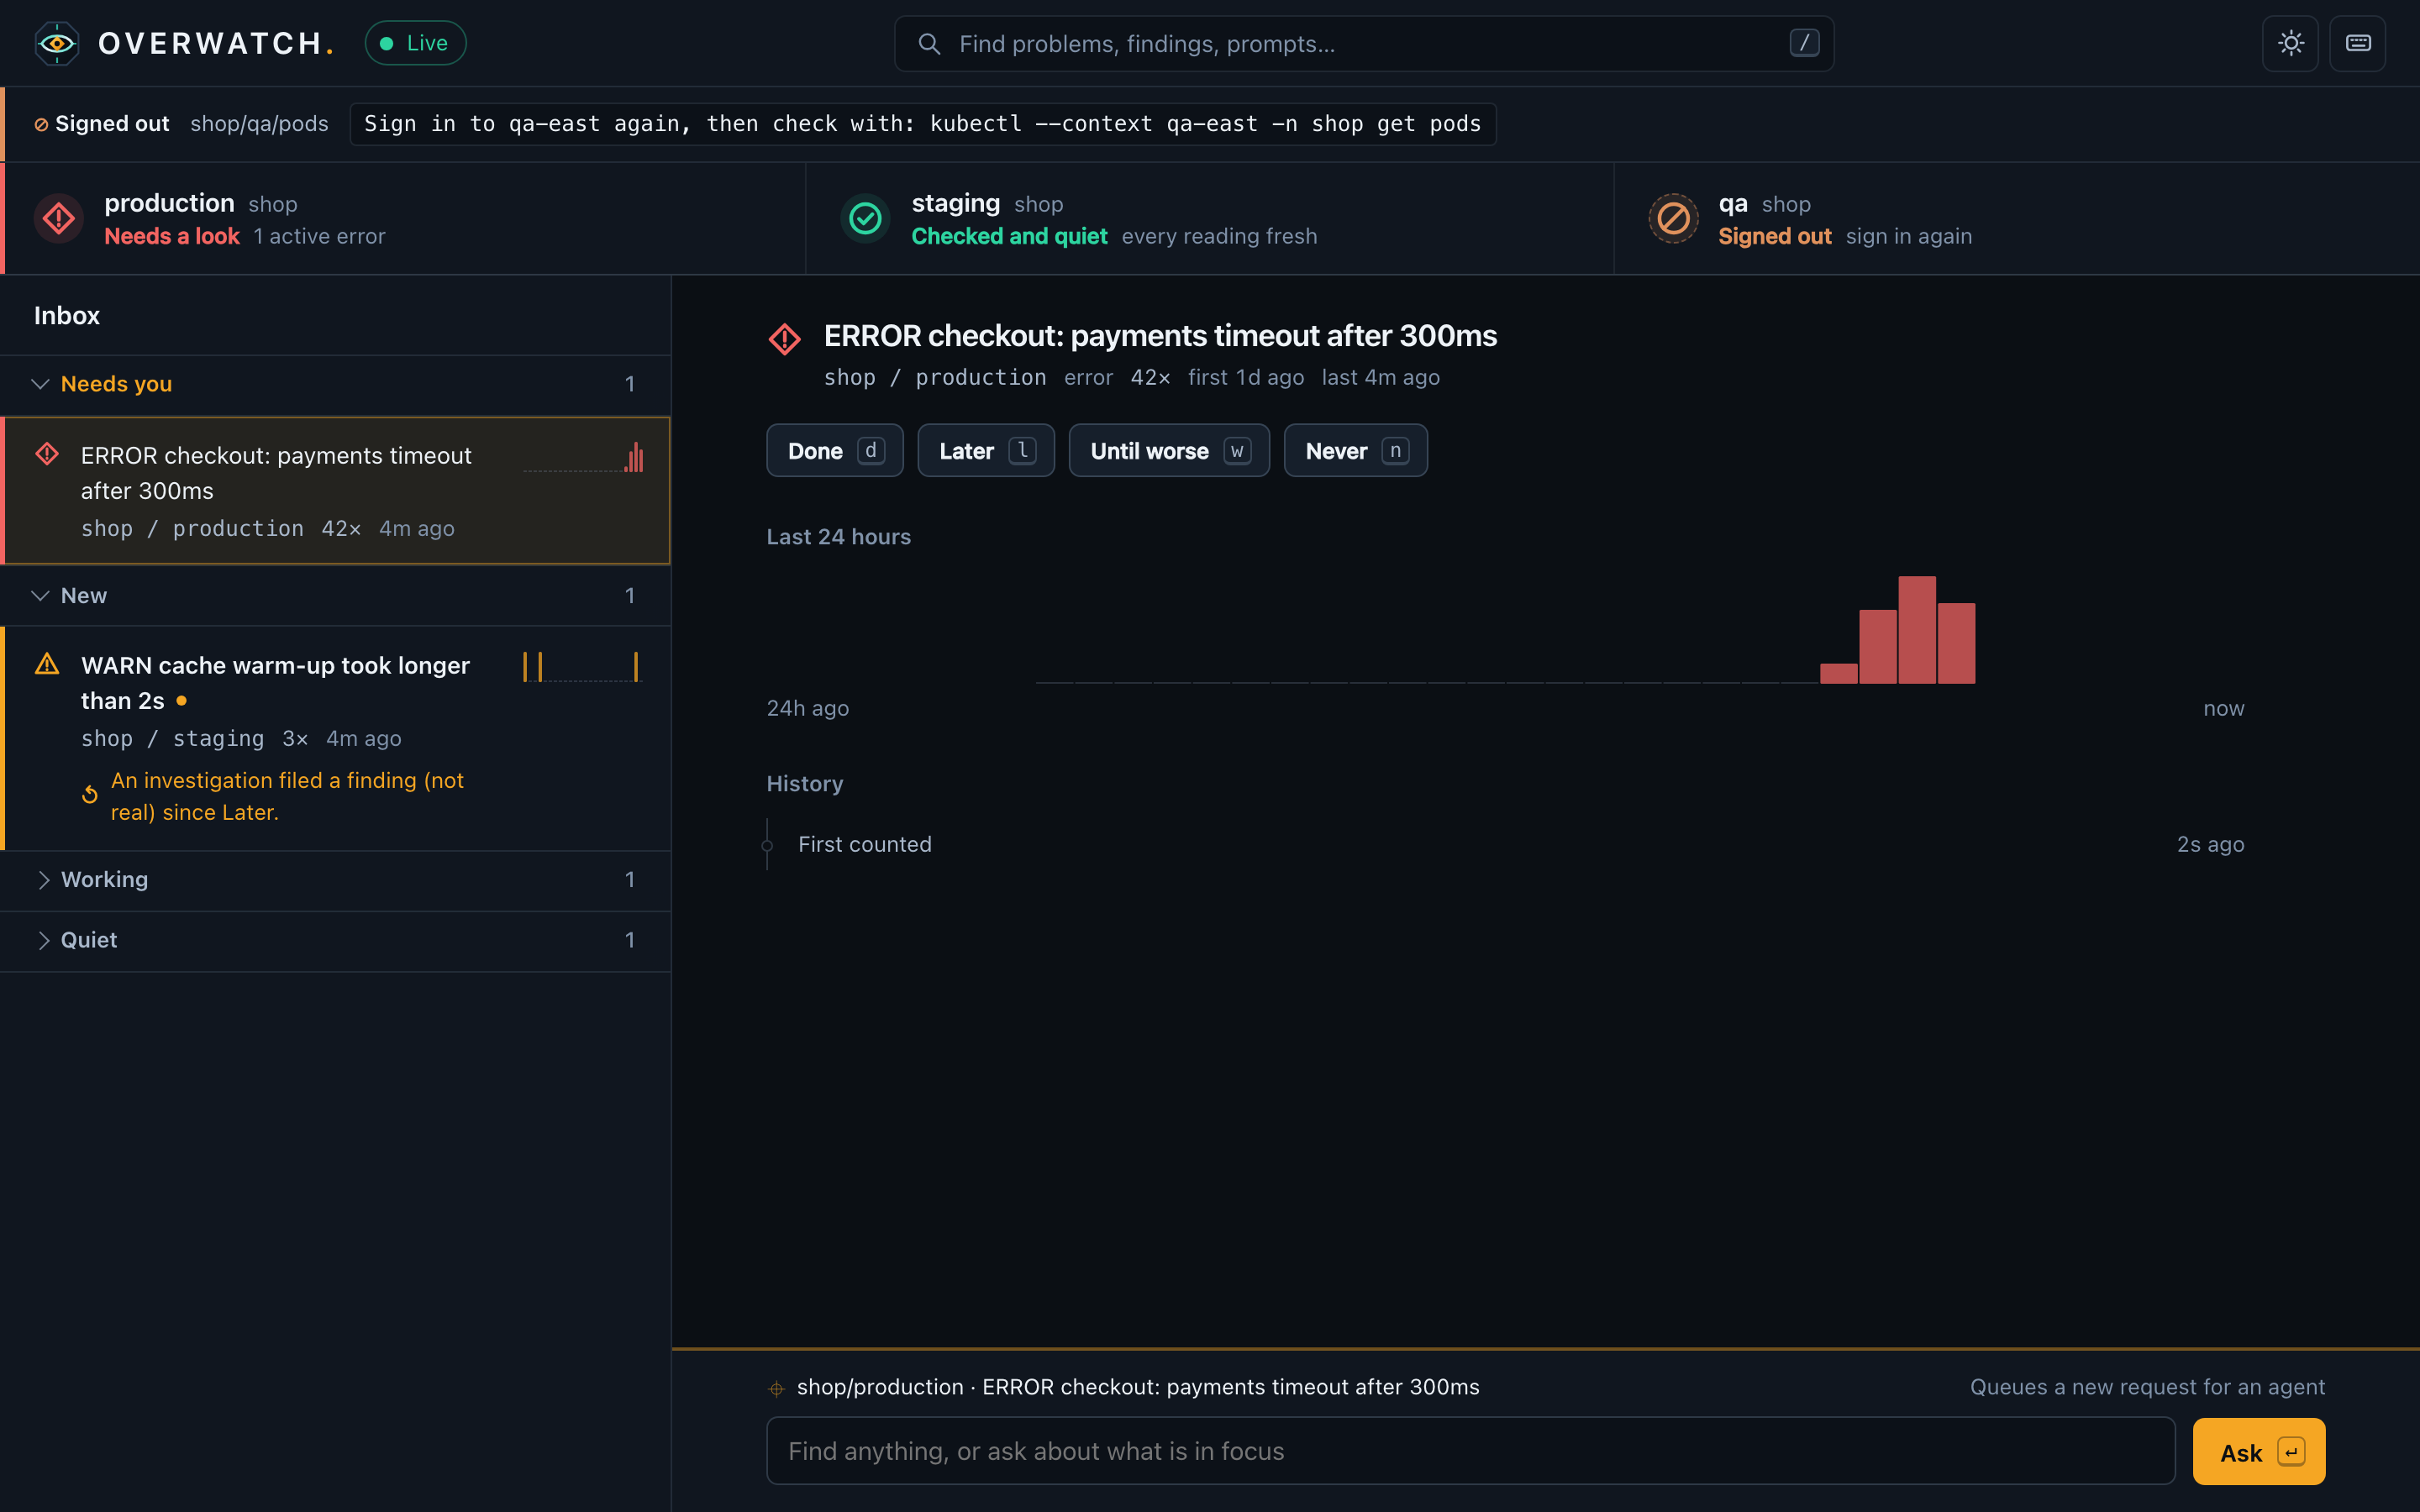 OVERWATCH.
Live
Find problems, findings, prompts...
/
Signed out shop/qa/pods Sign in to qa-east again, then check with: kubectl --context qa-east -n shop get pods
production shop
Needs a look 1 active error
staging shop
Checked and quiet every reading fresh
qa shop
Signed out sign in again
Inbox
Needs you 1
ERROR checkout: payments timeout
after 300ms
shop / production 42× 4m ago
New 1
WARN cache warm-up took longer
than 2s
shop / staging 3× 4m ago
An investigation filed a finding (not
real) since Later.
Working 1
Quiet 1
ERROR checkout: payments timeout after 300ms
shop / production error 42× first 1d ago last 4m ago
Done d Later l Until worse w Never n
Last 24 hours
24h ago now
History
First counted 2s ago
shop/production · ERROR checkout: payments timeout after 300ms Queues a new request for an agent
Find anything, or ask about what is in focus
Ask ↵